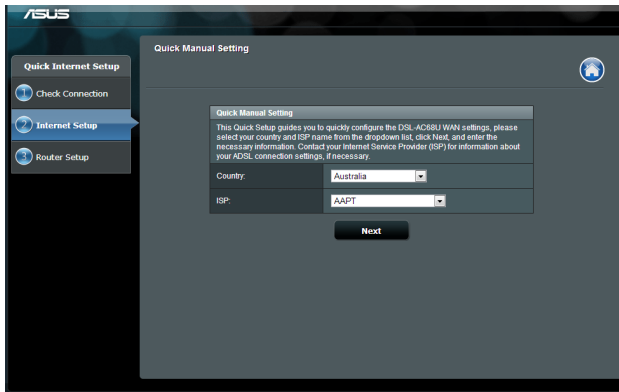 ASUS
Quick Internet Setup
1 Check Connection
2 Internet Setup
3 Router Setup
Quick Manual Setting
Quick Manual Setting
This Quick Setup guides you to quickly configure the DSL-AC68U WAN settings, please
select your country and ISP name from the dropdown list, click Next, and enter the
necessary information. Contact your Internet Service Provider (ISP) for information about
your ADSL connection settings, if necessary.
Country: Australia
ISP: AAPT
Next